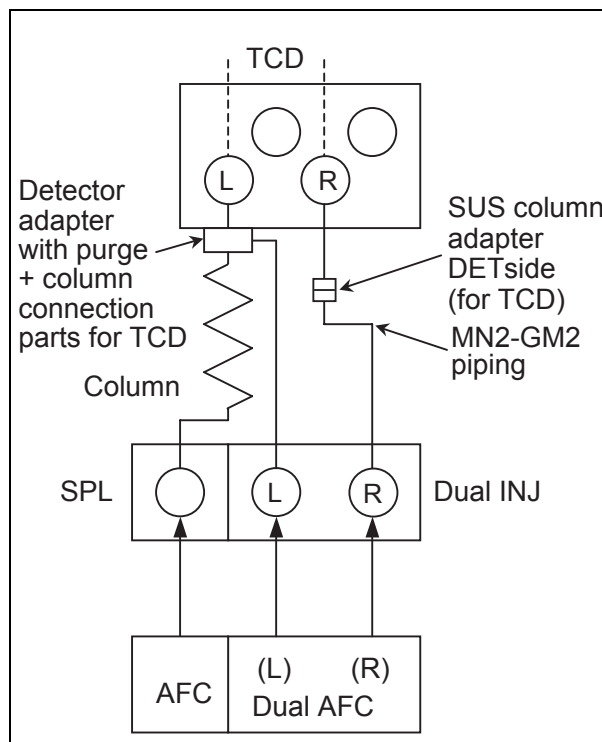 TCD
L
R
Detector
adapter
with purge
+ column
connection
parts for TCD
SUS column
adapter
DETside
(for TCD)
MN2-GM2
piping
Column
SPL
L
R
Dual INJ
AFC
(L)
(R)
Dual AFC